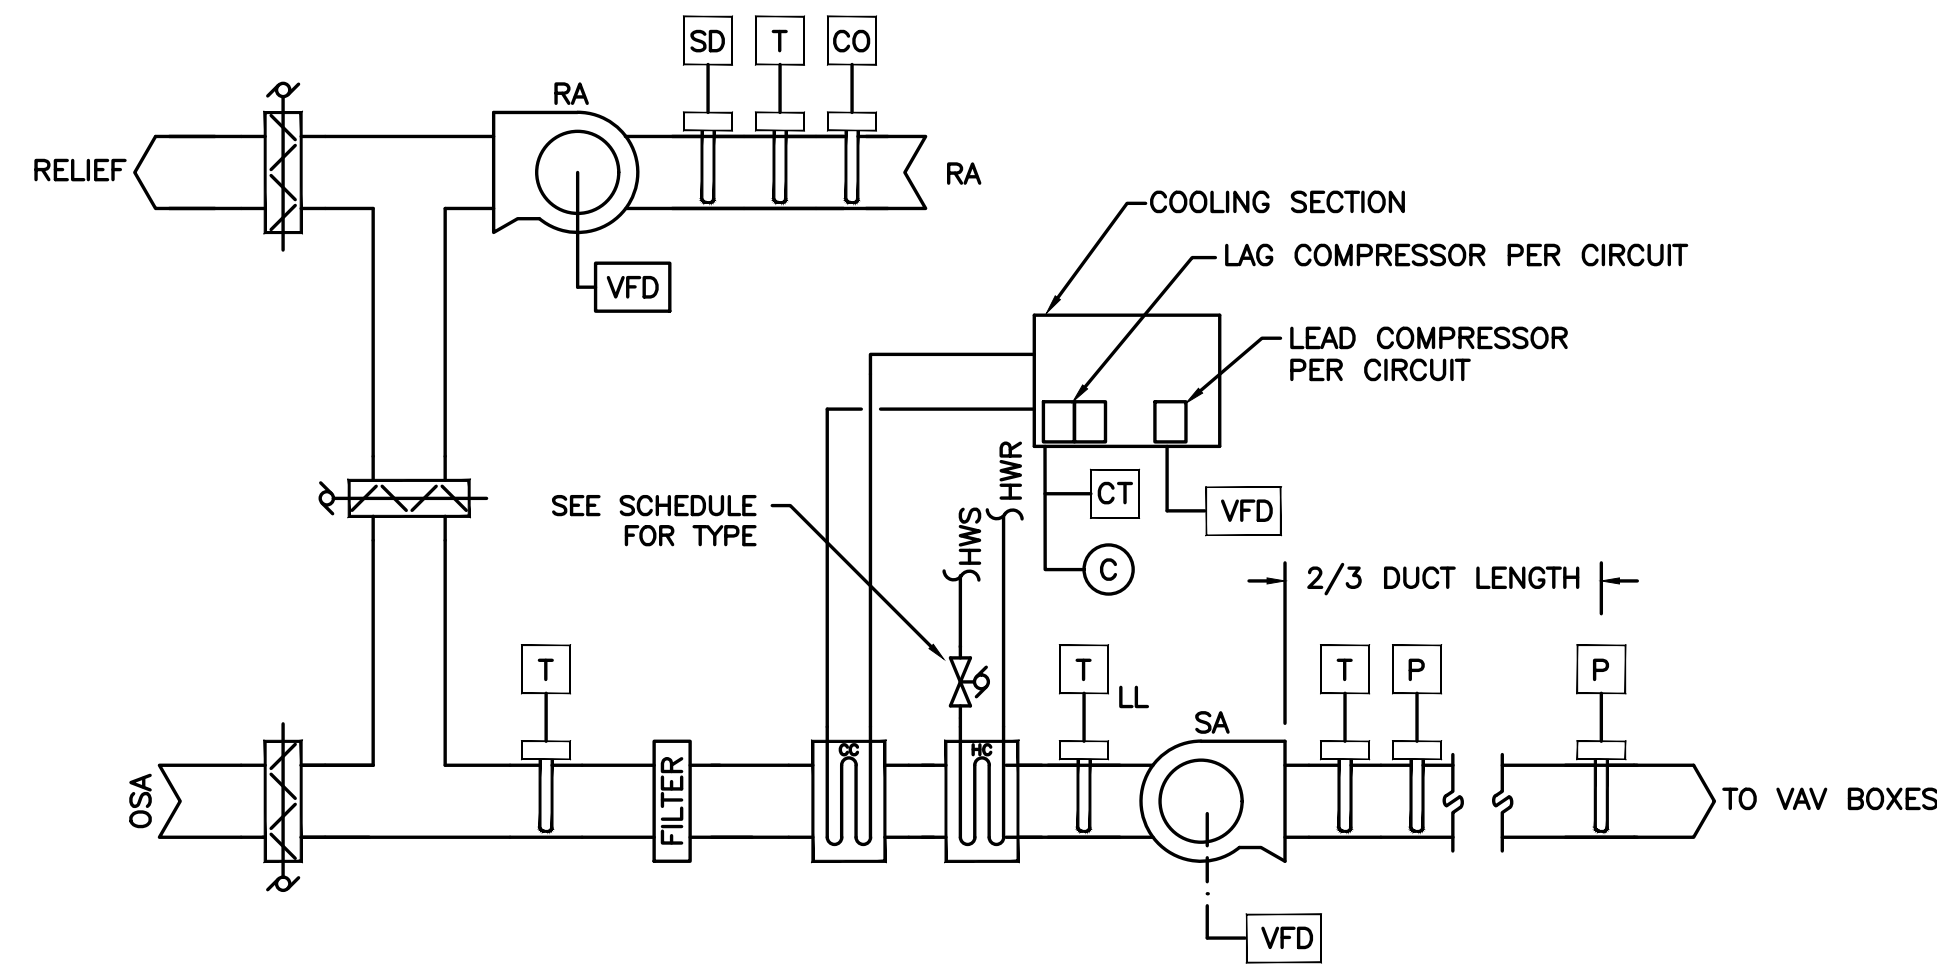 SD
T
CO
RA
RELIEF
RA
VFD
COOLING SECTION
LAG COMPRESSOR PER CIRCUIT
LEAD COMPRESSOR
PER CIRCUIT
HWR
HWS
CT
VFD
C
SEE SCHEDULE
FOR TYPE
2/3 DUCT LENGTH
T
T
LL
T
P
P
SA
OSA
FILTER
CC
HC
TO VAV BOXES
VFD